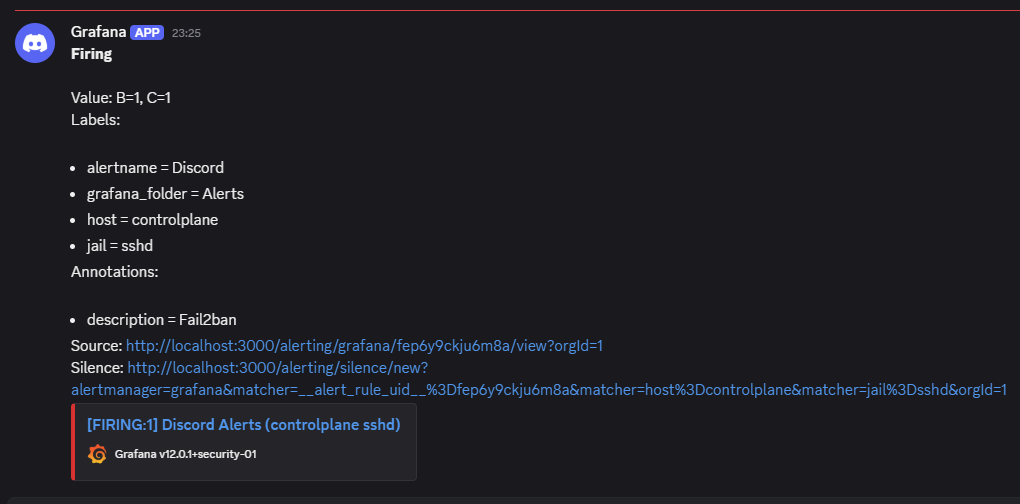 Grafana APP 23:25
Firing
Value: B=1, C=1
Labels:
• alertname = Discord
• grafana_folder = Alerts
• host = controlplane
• jail = sshd
Annotations:
• description = Fail2ban
Source: http://localhost:3000/alerting/grafana/fep6y9ckju6m8a/view?orgId=1
Silence: http://localhost:3000/alerting/silence/new?
alertmanager=grafana&matcher=__alert_rule_uid__%3Dfep6y9ckju6m8a&matcher=host%3Dcontrolplane&matcher=jail%3Dsshd&orgId=1
[FIRING:1] Discord Alerts (controlplane sshd)
Grafana v12.0.1+security-01